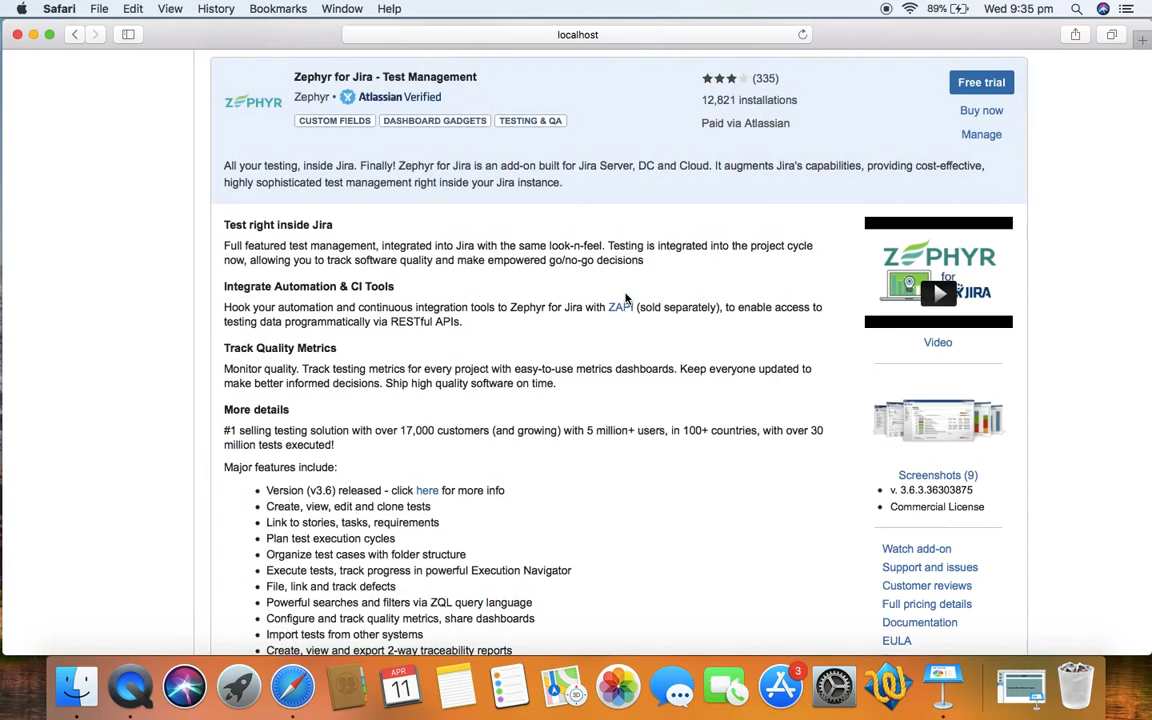 Safari File Edit View History Bookmarks Window Help 89% Wed 9:35 pm
localhost
Zephyr for Jira - Test Management
Zephyr • Atlassian Verified
CUSTOM FIELDS DASHBOARD GADGETS TESTING & QA
(335)
12,821 installations
Paid via Atlassian
Free trial
Buy now
Manage
ZEPHYR
All your testing, inside Jira. Finally! Zephyr for Jira is an add-on built for Jira Server, DC and Cloud. It augments Jira's capabilities, providing cost-effective,
highly sophisticated test management right inside your Jira instance.
Test right inside Jira
Full featured test management, integrated into Jira with the same look-n-feel. Testing is integrated into the project cycle
now, allowing you to track software quality and make empowered go/no-go decisions
Integrate Automation & CI Tools
Hook your automation and continuous integration tools to Zephyr for Jira with ZAPI (sold separately), to enable access to
testing data programmatically via RESTful APIs.
Track Quality Metrics
Monitor quality. Track testing metrics for every project with easy-to-use metrics dashboards. Keep everyone updated to
make better informed decisions. Ship high quality software on time.
More details
#1 selling testing solution with over 17,000 customers (and growing) with 5 million+ users, in 100+ countries, with over 30
million tests executed!
Major features include:
• Version (v3.6) released - click here for more info
• Create, view, edit and clone tests
• Link to stories, tasks, requirements
• Plan test execution cycles
• Organize test cases with folder structure
• Execute tests, track progress in powerful Execution Navigator
• File, link and track defects
• Powerful searches and filters via ZQL query language
• Configure and track quality metrics, share dashboards
• Import tests from other systems
• Create, view and export 2-way traceability reports
ZEPHYR
for
JIRA
Video
Screenshots (9)
• v. 3.6.3.36303875
• Commercial License
Watch add-on
Support and issues
Customer reviews
Full pricing details
Documentation
EULA
APR
11
3D
3